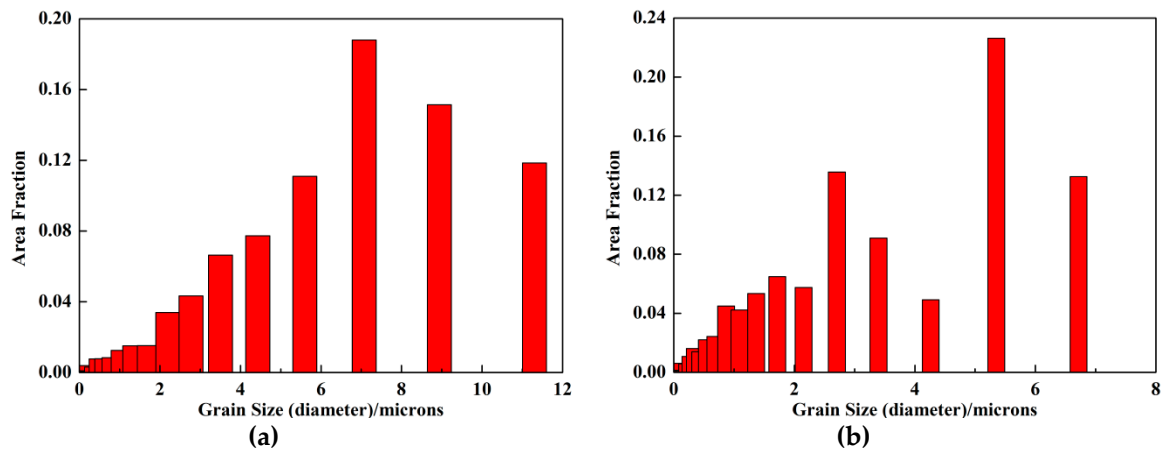 0.20
0.16
0.12
0.08
0.04
0.00
0 2 4 6 8 10 12
Area Fraction
Grain Size (diameter)/microns
(a)
0.24
0.20
0.16
0.12
0.08
0.04
0.00
0 2 4 6 8
Area Fraction
Grain Size (diameter)/microns
(b)